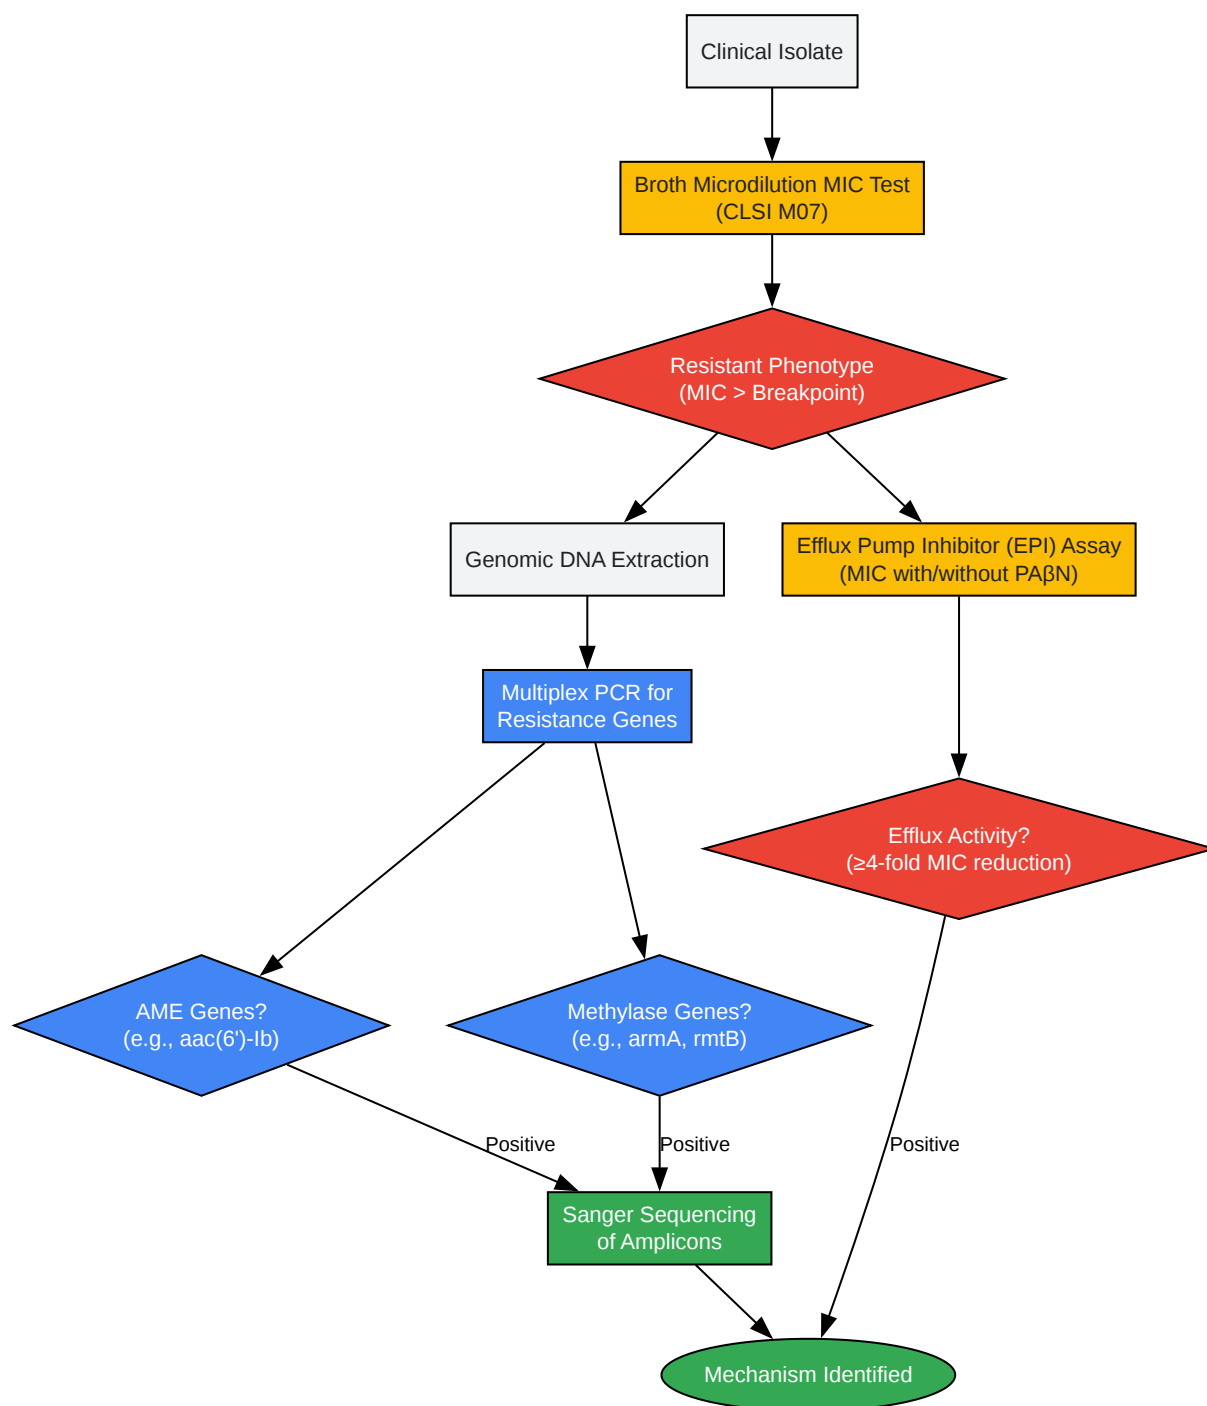 Clinical Isolate
Broth Microdilution MIC Test
(CLSI M07)
Resistant Phenotype
(MIC > Breakpoint)
Genomic DNA Extraction
Efflux Pump Inhibitor (EPI) Assay
(MIC with/without PAβN)
Multiplex PCR for
Resistance Genes
Efflux Activity?
(≥4-fold MIC reduction)
AME Genes?
(e.g., aac(6')-Ib)
Methylase Genes?
(e.g., armA, rmtB)
Positive
Positive
Positive
Sanger Sequencing
of Amplicons
Mechanism Identified